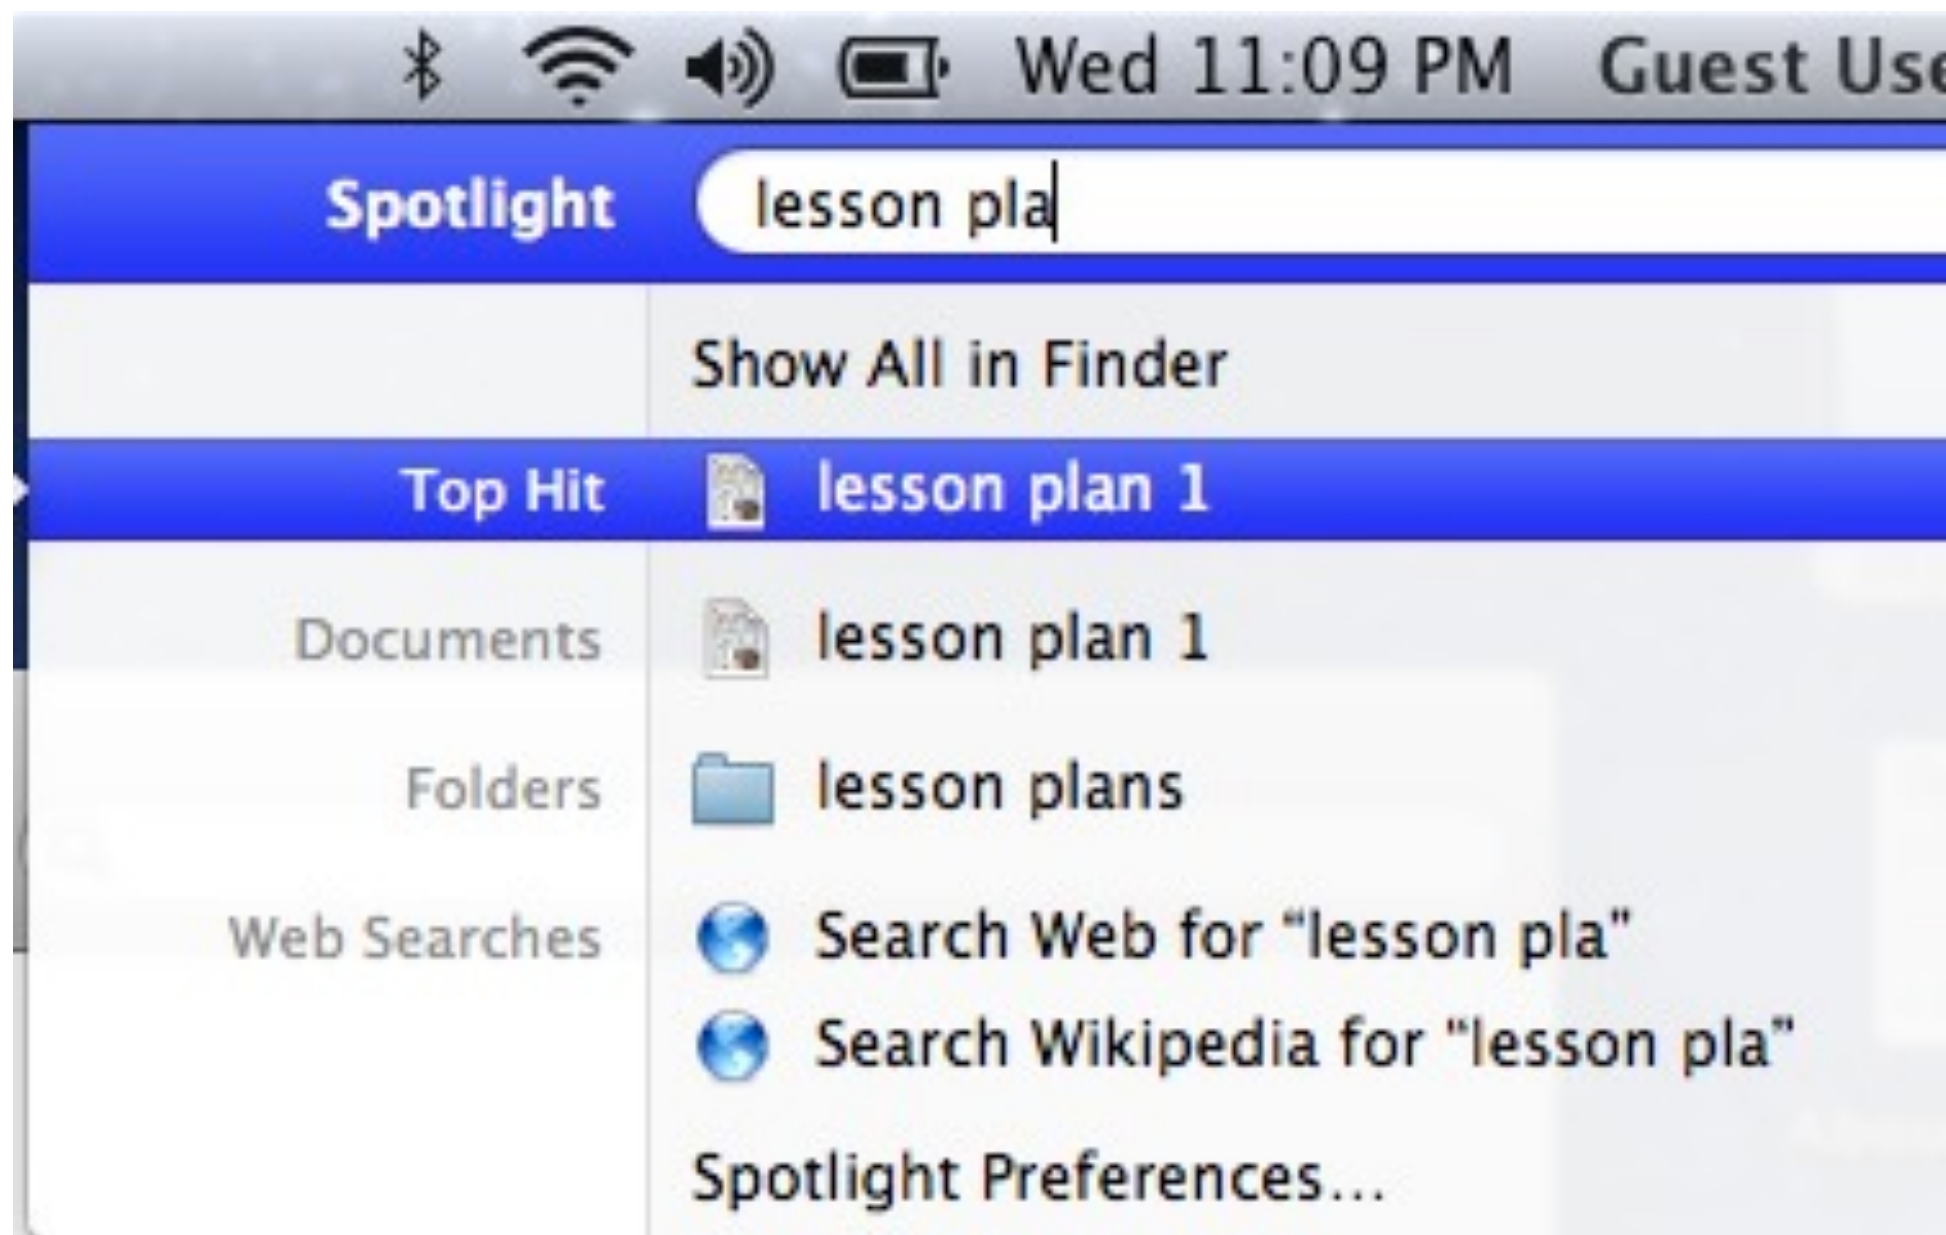 Wed 11:09 PM Guest Use
Spotlight lesson pla
Show All in Finder
Top Hit lesson plan 1
Documents lesson plan 1
Folders lesson plans
Web Searches Search Web for “lesson pla”
Search Wikipedia for “lesson pla”
Spotlight Preferences...